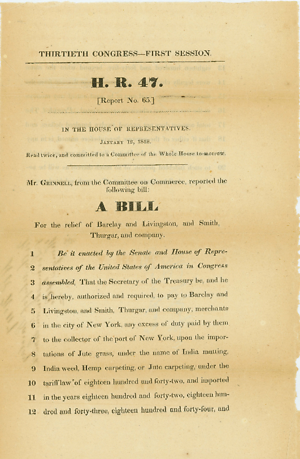 THIRTIETH CONGRESS—FIRST SESSION.
H. R. 47.
[Report No. 65.]
IN THE HOUSE OF REPRESENTATIVES.
JANUARY 12, 1848.
Read twice, and committed to a Committee of the Whole House to-morrow.
Mr. GRINNELL, from the Committee on Commerce, reported the
following bill:
A BILL
For the relief of Barclay and Livingston, and Smith,
Thurgar, and company.
1 Be it enacted by the Senate and House of Repre-
2 sentatives of the United States of America in Congress
3 assembled, That the Secretary of the Treasury be, and he
4 is hereby, authorized and required, to pay to Barclay and
5 Livingston, and Smith, Thurgar, and company, merchants
6 in the city of New York, any excess of duty paid by them
7 to the collector of the port of New York, upon the impor-
8 tations of Jute grass, under the name of India matting,
9 India weed, Hemp carpeting, or Jute carpeting, under the
10 tariff law of eighteen hundred and forty-two, and imported
11 in the years eighteen hundred and forty-two, eighteen hun-
12 dred and forty-three, eighteen hundred and forty-four, and